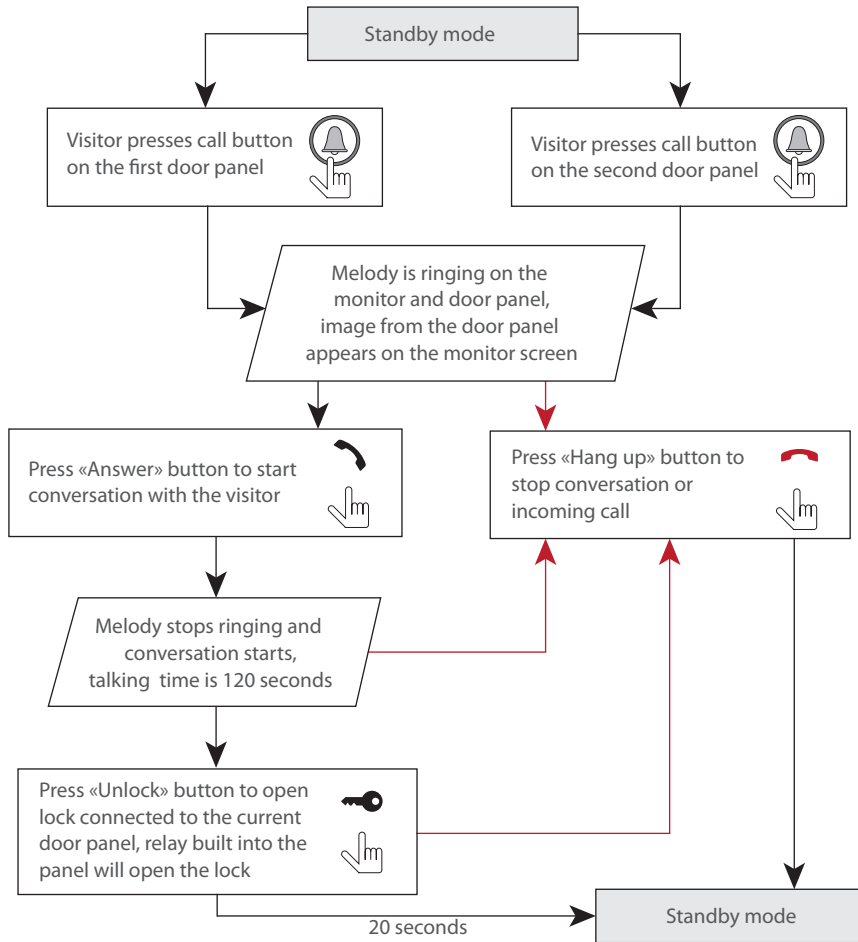 Standby mode
Visitor presses call button
on the first door panel
Visitor presses call button
on the second door panel
Melody is ringing on the
monitor and door panel,
image from the door panel
appears on the monitor screen
Press «Answer» button to start
conversation with the visitor
Press «Hang up» button to
stop conversation or
incoming call
Melody stops ringing and
conversation starts,
talking time is 120 seconds
Press «Unlock» button to open
lock connected to the current
door panel, relay built into the
panel will open the lock
20 seconds
Standby mode